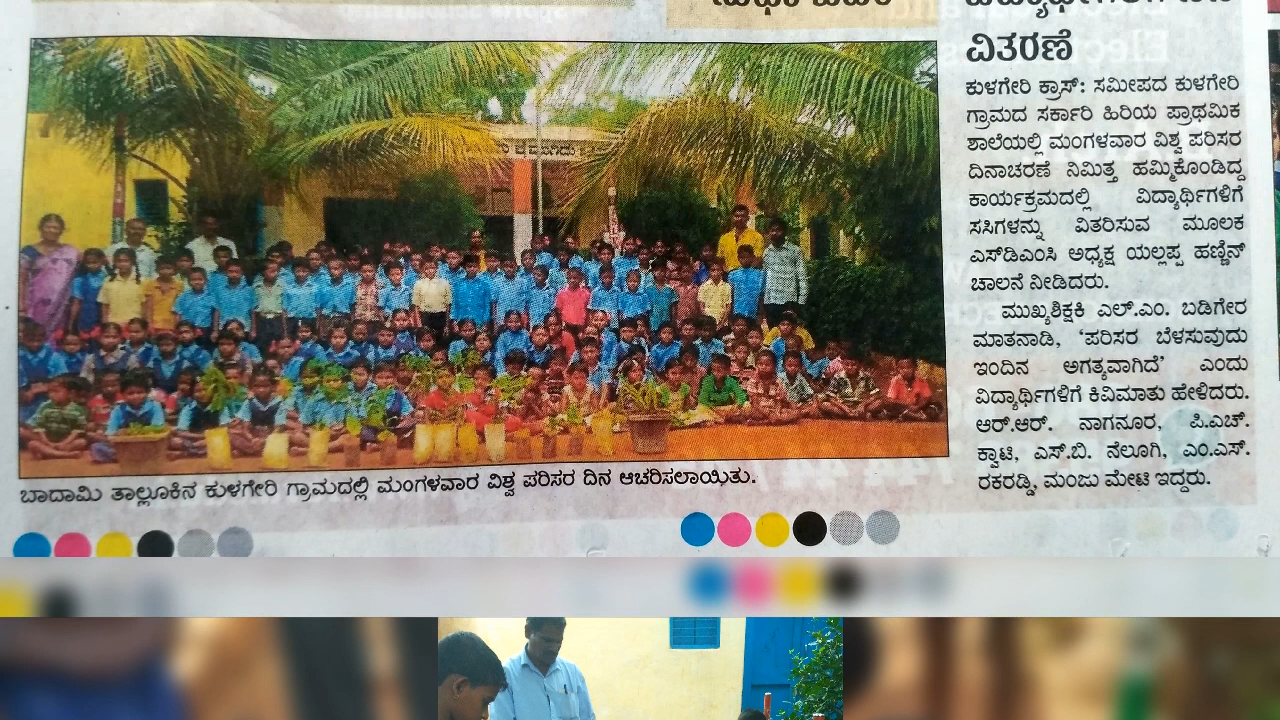 ವಿತರಣೆ
ಕುಳಗೇರಿ ಕ್ರಾಸ್: ಸಮೀಪದ ಕುಳಗೇರಿ
ಗ್ರಾಮದ ಸರ್ಕಾರಿ ಹಿರಿಯ ಪ್ರಾಥಮಿಕ
ಶಾಲೆಯಲ್ಲಿ ಮಂಗಳವಾರ ವಿಶ್ವ ಪರಿಸರ
ದಿನಾಚರಣೆ ನಿಮಿತ್ತ ಹಮ್ಮಿಕೊಂಡಿದ್ದ
ಕಾರ್ಯಕ್ರಮದಲ್ಲಿ ವಿದ್ಯಾರ್ಥಿಗಳಿಗೆ
ಸಸಿಗಳನ್ನು ವಿತರಿಸುವ ಮೂಲಕ
ಎಸ್‌ಡಿಎಂಸಿ ಅಧ್ಯಕ್ಷ ಯಲ್ಲಪ್ಪ ಹಣ್ಣಿನ್
ಚಾಲನೆ ನೀಡಿದರು.
ಮುಖ್ಯಶಿಕ್ಷಕಿ ಎಲ್.ಎಂ. ಬಡಿಗೇರ
ಮಾತನಾಡಿ, ‘ಪರಿಸರ ಬೆಳಸುವುದು
ಇಂದಿನ ಅಗತ್ಯವಾಗಿದೆ’ ಎಂದು
ವಿದ್ಯಾರ್ಥಿಗಳಿಗೆ ಕಿವಿಮಾತು ಹೇಳಿದರು.
ಆರ್.ಆರ್. ನಾಗನೂರ, ಪಿ.ಎಚ್.
ಕ್ವಾಟಿ, ಎಸ್.ಬಿ. ನೆಲೂಗಿ, ಎಂ.ಎಸ್.
ರಕರಡ್ಡಿ, ಮಂಜು ಮೇಟಿ ಇದ್ದರು.
ಬಾದಾಮಿ ತಾಲ್ಲೂಕಿನ ಕುಳಗೇರಿ ಗ್ರಾಮದಲ್ಲಿ ಮಂಗಳವಾರ ವಿಶ್ವ ಪರಿಸರ ದಿನ ಆಚರಿಸಲಾಯಿತು.